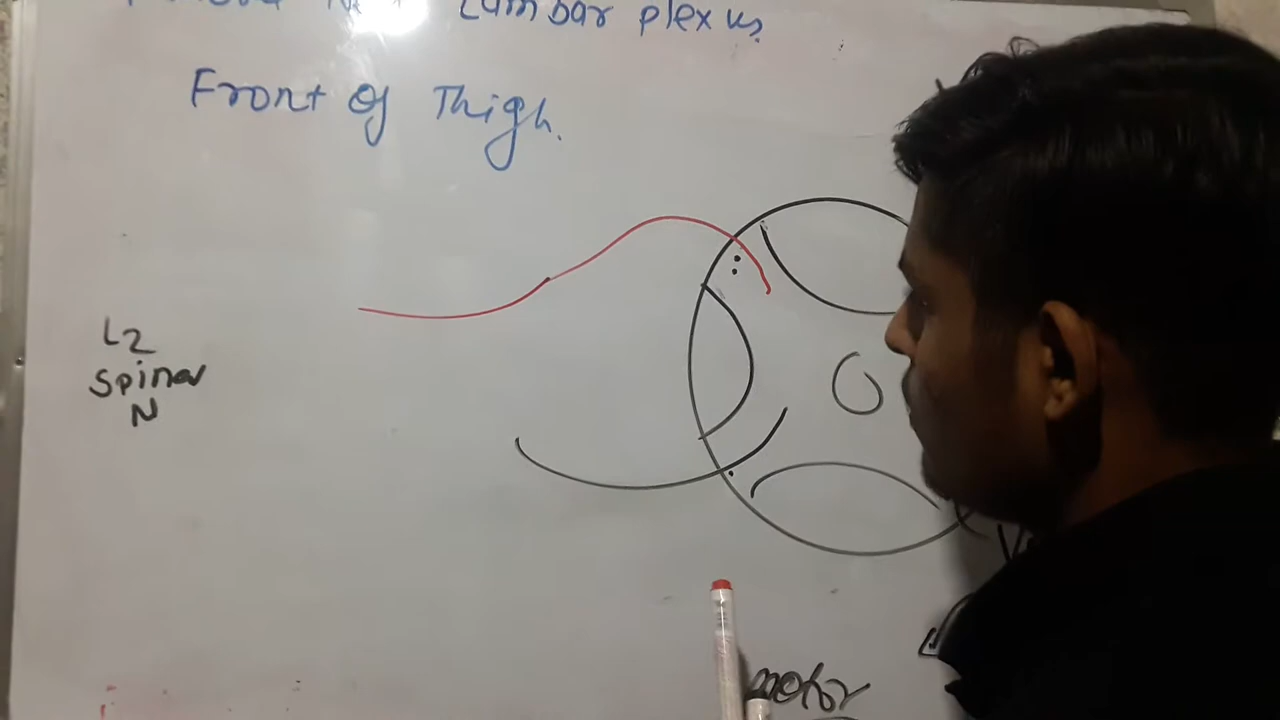 Lumbar plexus.
Front Of Thigh.
L2
Spinal
N
motor